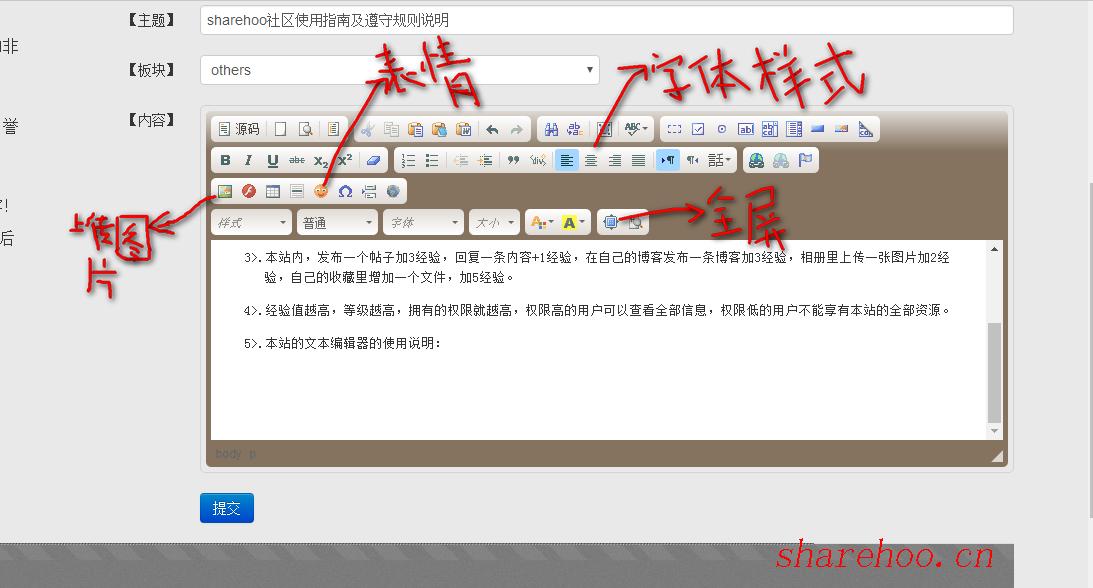 【主题】 sharehoo社区使用指南及遵守规则说明
非
表情
字体样式
【板块】 others
【内容】
誉
源码
B I U abc X₂ X²
话
样式 普通 字体 大小 A A
全屏
上传图片
!
后
3>.本站内，发布一个帖子加3经验，回复一条内容+1经验，在自己的博客发布一条博客加3经验，相册里上传一张图片加2经
验，自己的收藏里增加一个文件，加5经验。
4>.经验值越高，等级越高，拥有的权限就越高，权限高的用户可以查看全部信息，权限低的用户不能享有本站的全部资源。
5>.本站的文本编辑器的使用说明：
body p
提交
sharehoo.cn